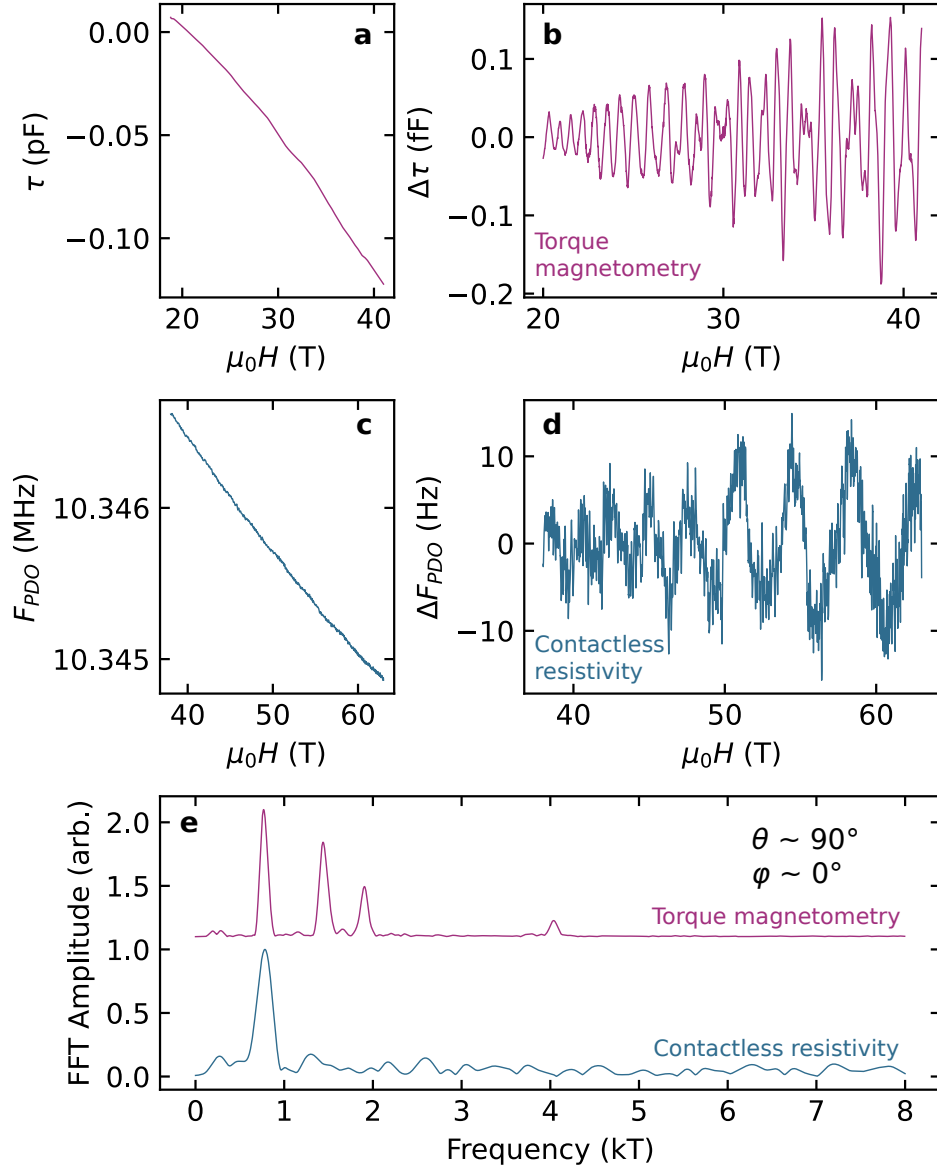 a
0.00
−0.05
−0.10
τ (pF)
20
30
40
μ₀H (T)
b
0.1
0.0
−0.1
−0.2
Δτ (fF)
Torque
magnetometry
20
30
40
μ₀H (T)
c
10.346
10.345
F_PDO (MHz)
40
50
60
μ₀H (T)
d
10
0
−10
ΔF_PDO (Hz)
Contactless
resistivity
40
50
60
μ₀H (T)
e
2.0
1.5
1.0
0.5
0.0
FFT Amplitude (arb.)
θ ~ 90°
φ ~ 0°
Torque magnetometry
Contactless resistivity
0
1
2
3
4
5
6
7
8
Frequency (kT)